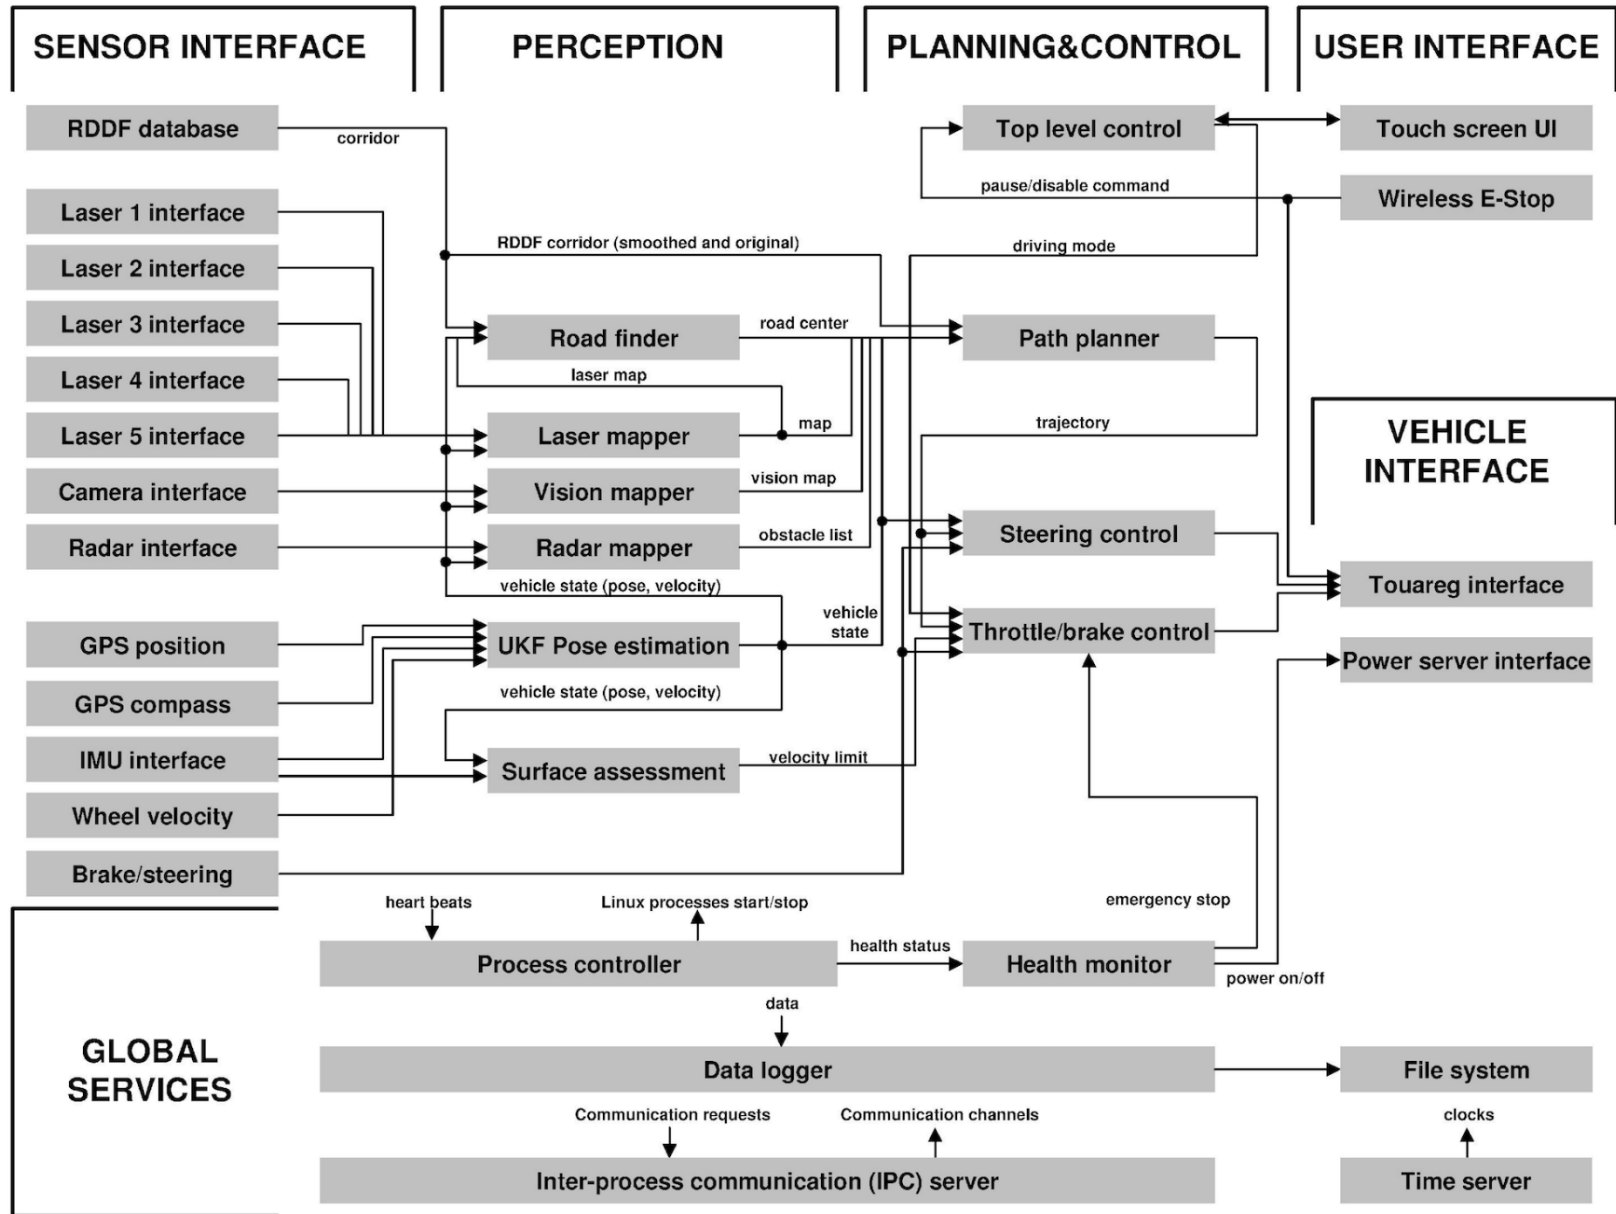 SENSOR INTERFACE
PERCEPTION
PLANNING&CONTROL
USER INTERFACE
RDDF database
corridor
Top level control
Touch screen UI
pause/disable command
Wireless E-Stop
Laser 1 interface
RDDF corridor (smoothed and original)
driving mode
Laser 2 interface
Laser 3 interface
Road finder
road center
Path planner
Laser 4 interface
laser map
Laser 5 interface
Laser mapper
map
trajectory
VEHICLE
INTERFACE
Camera interface
Vision mapper
vision map
Radar interface
Radar mapper
obstacle list
Steering control
vehicle state (pose, velocity)
Touareg interface
vehicle
state
GPS position
UKF Pose estimation
Throttle/brake control
Power server interface
vehicle state (pose, velocity)
GPS compass
IMU interface
Surface assessment
velocity limit
Wheel velocity
Brake/steering
heart beats
Linux processes start/stop
emergency stop
Process controller
health status
Health monitor
power on/off
data
GLOBAL
SERVICES
Data logger
File system
Communication requests
Communication channels
clocks
Inter-process communication (IPC) server
Time server